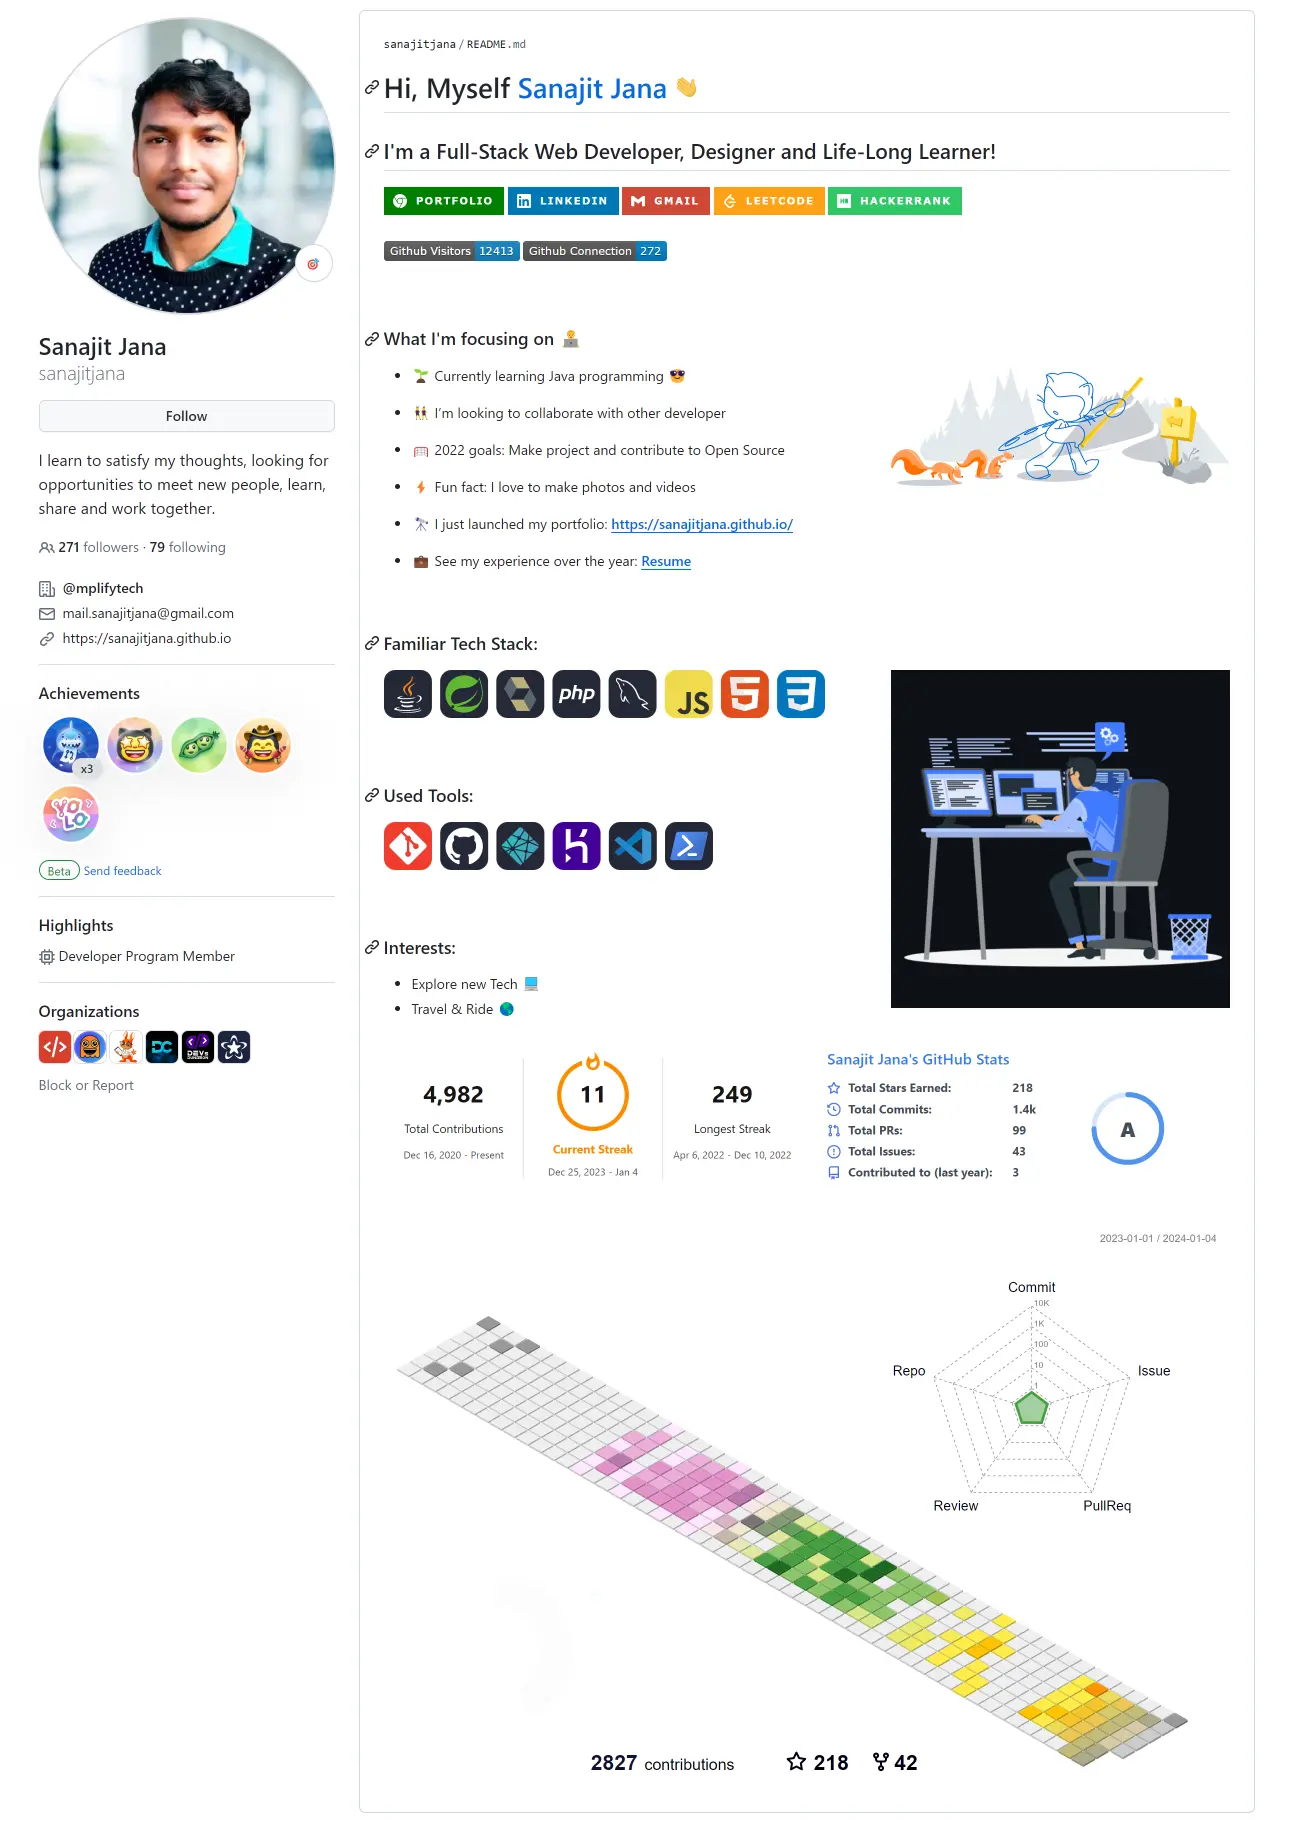 Sanajit Jana
sanajitjana
Follow
I learn to satisfy my thoughts, looking for
opportunities to meet new people, learn,
share and work together.
271 followers · 79 following
@mplifytech
mail.sanajitjana@gmail.com
https://sanajitjana.github.io
Achievements
x3
YOLO
Beta Send feedback
Highlights
Developer Program Member
Organizations
</>
DC
</>
DEVs
DUNGEON
Block or Report
sanajitjana/README.md
Hi, Myself Sanajit Jana 👋
I'm a Full-Stack Web Developer, Designer and Life-Long Learner!
PORTFOLIO LINKEDIN GMAIL LEETCODE HACKERRANK
Github Visitors 12413 Github Connection 272
What I'm focusing on 👨‍💻
• 🌱 Currently learning Java programming 😎
• 👯 I’m looking to collaborate with other developer
• 🥅 2022 goals: Make project and contribute to Open Source
• ⚡ Fun fact: I love to make photos and videos
• 🔭 I just launched my portfolio: https://sanajitjana.github.io/
• 💼 See my experience over the year: Resume
Familiar Tech Stack:
php JS
Used Tools:
Interests:
• Explore new Tech 💻
• Travel & Ride 🌎
4,982
Total Contributions
Dec 16, 2020 - Present
11
Current Streak
Dec 25, 2023 - Jan 4
249
Longest Streak
Apr 6, 2022 - Dec 10, 2022
Sanajit Jana's GitHub Stats
Total Stars Earned: 218
Total Commits: 1.4k
Total PRs: 99
Total Issues: 43
Contributed to (last year): 3
A
2023-01-01 / 2024-01-04
Commit
10K
1K
100
10
1
Repo
Issue
Review
PullReq
2827 contributions 218 42